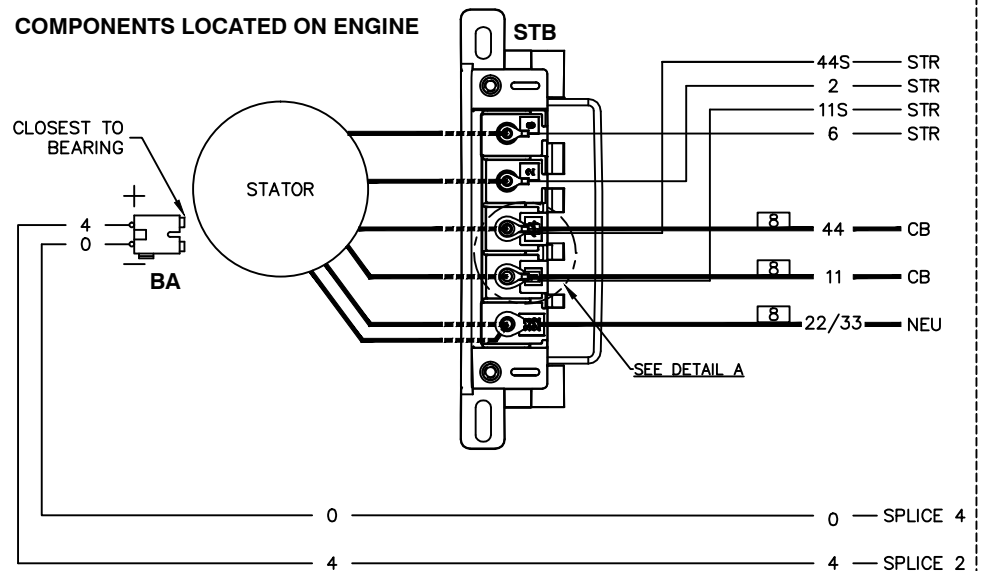 COMPONENTS LOCATED ON ENGINE
STB
44S STR
2 STR
11S STR
6 STR
CLOSEST TO
BEARING
STATOR
6
2
+
4
0
−
BA
8 44 CB
8 11 CB
8 22/33 NEU
SEE DETAIL A
0 0 SPLICE 4
4 4 SPLICE 2